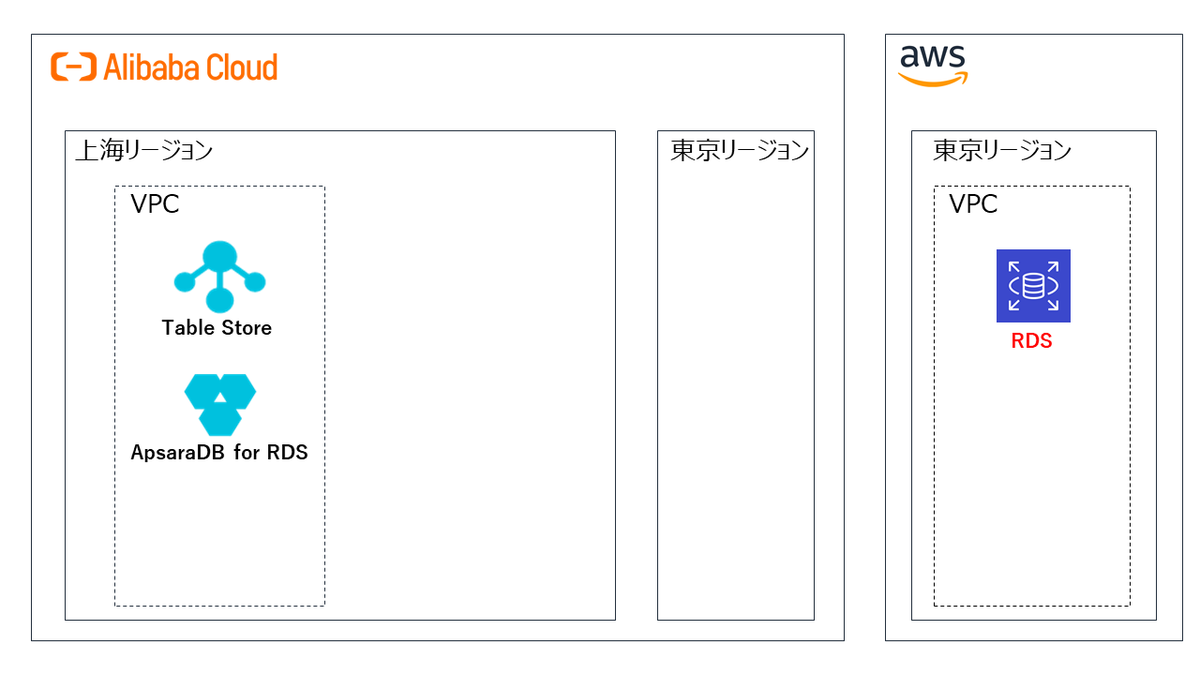 Alibaba Cloud
上海リージョン
VPC
Table Store
ApsaraDB for RDS
東京リージョン
aws
東京リージョン
VPC
RDS